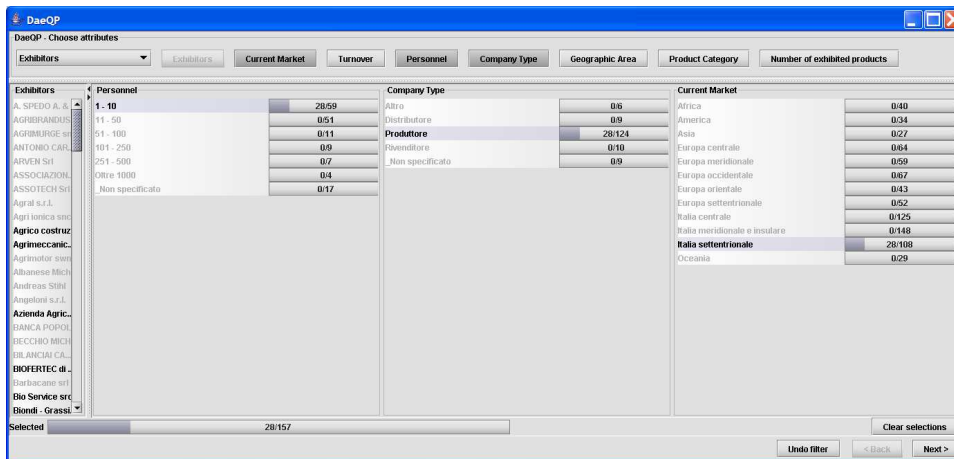 DaeQP
DaeQP - Choose attributes
Exhibitors Exhibitors Current Market Turnover Personnel Company Type Geographic Area Product Category Number of exhibited products
Exhibitors Personnel Company Type Current Market
A. SPEDO A. & 1 - 10 28/59 Altro 0/6 Africa 0/40
AGRIBRANDUS 11 - 50 0/51 Distributore 0/9 America 0/34
AGRIMURGE sn 51 - 100 0/11 Produttore 28/124 Asia 0/27
ANTONIO CAR.. 101 - 250 0/9 Rivenditore 0/10 Europa centrale 0/64
ARVEN Srl 251 - 500 0/7 _Non specificato 0/9 Europa meridionale 0/59
ASSOCIAZION.. Oltre 1000 0/4 Europa occidentale 0/67
ASSOTECH Srl _Non specificato 0/17 Europa orientale 0/43
Agral s.r.l. Europa settentrionale 0/52
Agri ionica snc Italia centrale 0/125
Agrico costruz Italia meridionale e insulare 0/148
Agrimeccanic.. Italia settentrionale 28/108
Agrimotor swn Oceania 0/29
Albanese Mich
Andreas Stihl
Angeloni s.r.l.
Azienda Agric..
BANCA POPOL
BECCHIO MICH
BILANCIAI CA..
BIOFERTEC di ..
Barbacane srl
Bio Service src
Biondi - Grassi
Selected 28/157 Clear selections
Undo filter < Back Next >